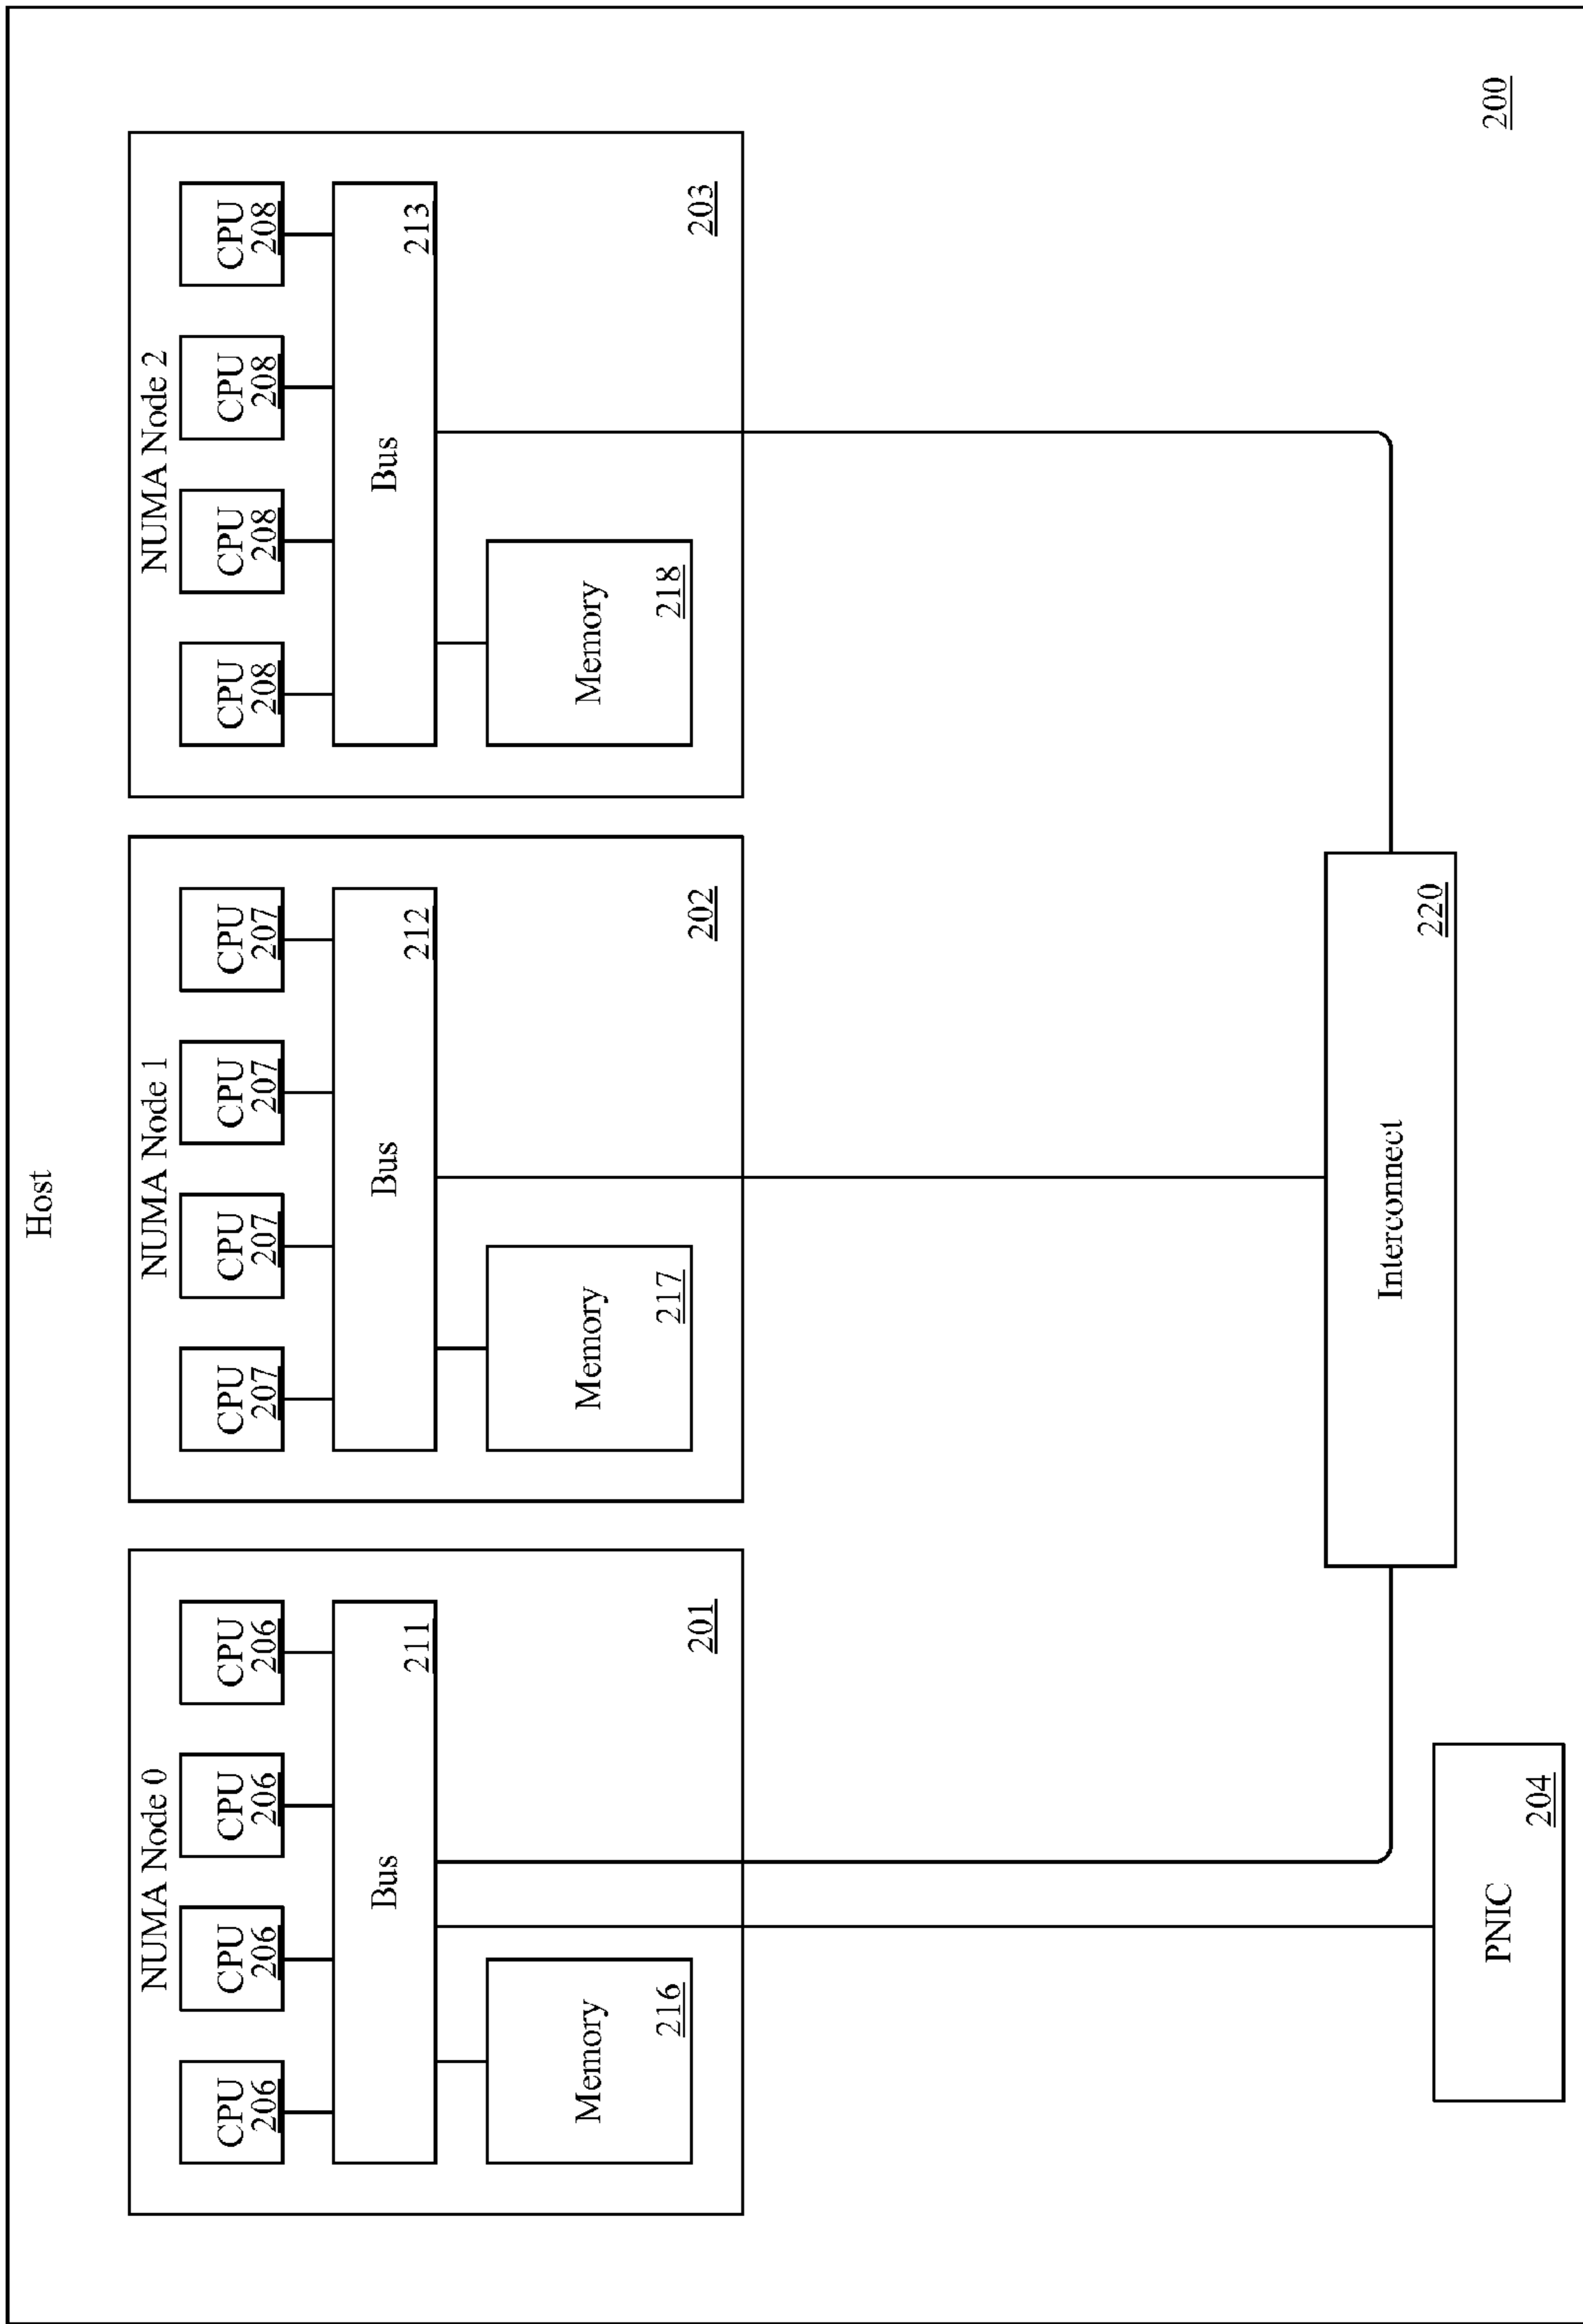 Host
NUMA Node 0
CPU
206
CPU
206
CPU
206
CPU
206
Bus
211
Memory
216
201
NUMA Node 1
CPU
207
CPU
207
CPU
207
CPU
207
Bus
212
Memory
217
202
NUMA Node 2
CPU
208
CPU
208
CPU
208
CPU
208
Bus
213
Memory
218
203
Interconnect
220
PNIC
204
200